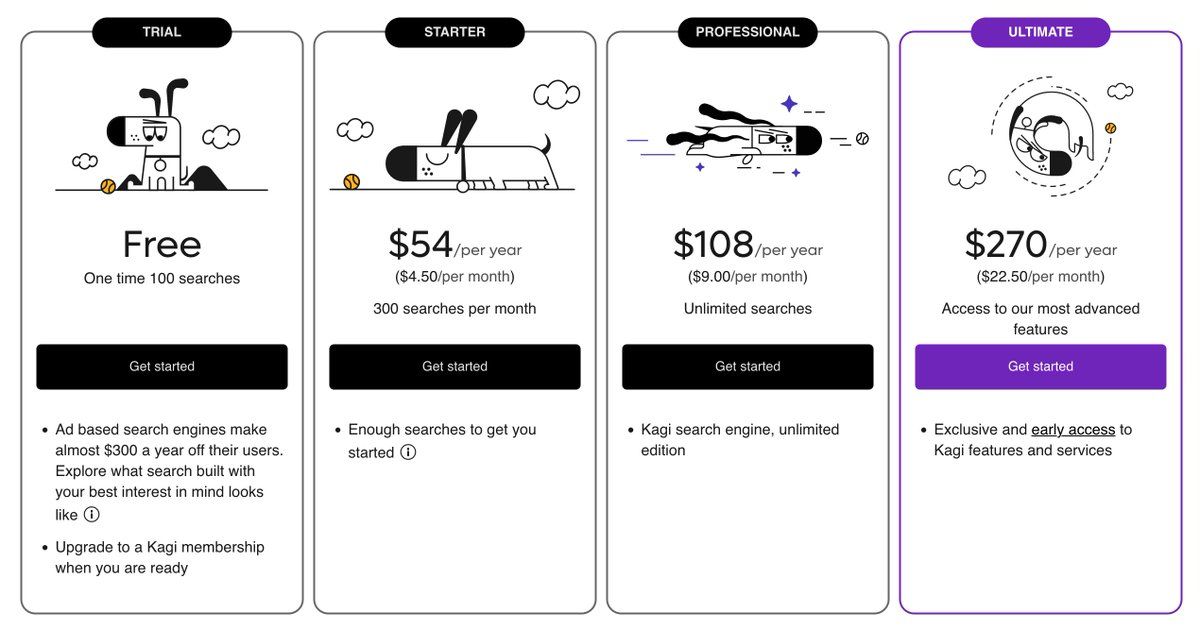 TRIAL
Free
One time 100 searches
Get started
• Ad based search engines make
almost $300 a year off their users.
Explore what search built with
your best interest in mind looks
like ⓘ
• Upgrade to a Kagi membership
when you are ready
STARTER
$54/per year
($4.50/per month)
300 searches per month
Get started
• Enough searches to get you
started ⓘ
PROFESSIONAL
$108/per year
($9.00/per month)
Unlimited searches
Get started
• Kagi search engine, unlimited
edition
ULTIMATE
$270/per year
($22.50/per month)
Access to our most advanced
features
Get started
• Exclusive and early access to
Kagi features and services